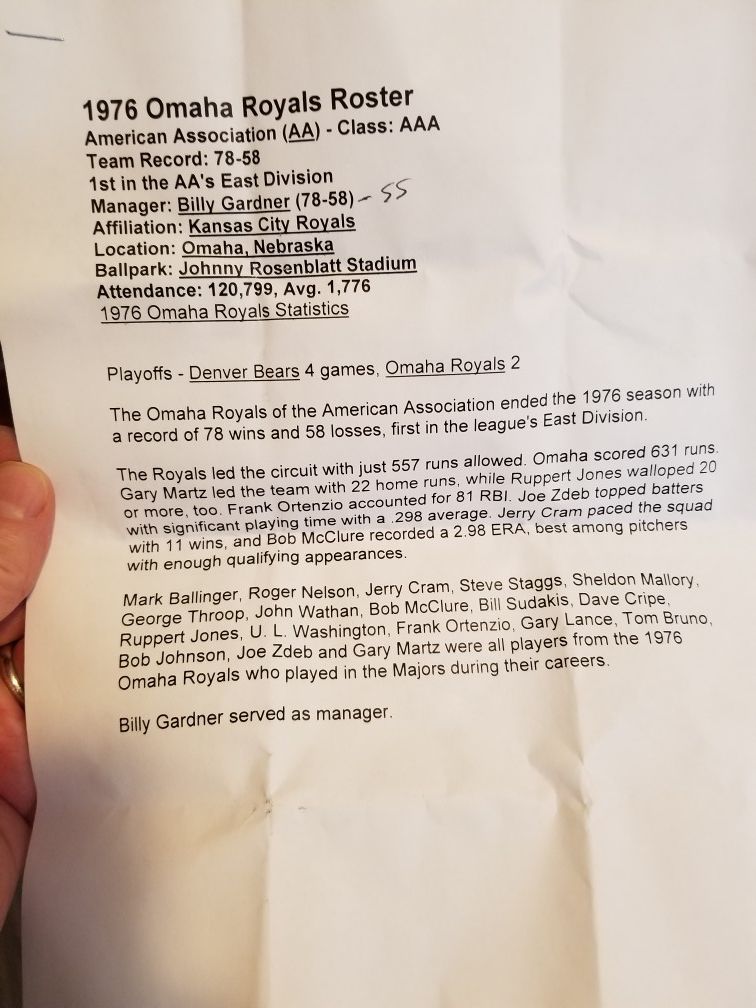 1976 Omaha Royals Roster
American Association (AA) - Class: AAA
Team Record: 78-58
1st in the AA's East Division
Manager: Billy Gardner (78-58) - SS
Affiliation: Kansas City Royals
Location: Omaha, Nebraska
Ballpark: Johnny Rosenblatt Stadium
Attendance: 120,799, Avg. 1,776
1976 Omaha Royals Statistics
Playoffs - Denver Bears 4 games, Omaha Royals 2
The Omaha Royals of the American Association ended the 1976 season with
a record of 78 wins and 58 losses, first in the league's East Division.
The Royals led the circuit with just 557 runs allowed. Omaha scored 631 runs.
Gary Martz led the team with 22 home runs, while Ruppert Jones walloped 20
or more, too. Frank Ortenzio accounted for 81 RBI. Joe Zdeb topped batters
with significant playing time with a .298 average. Jerry Cram paced the squad
with 11 wins, and Bob McClure recorded a 2.98 ERA, best among pitchers
with enough qualifying appearances.
Mark Ballinger, Roger Nelson, Jerry Cram, Steve Staggs, Sheldon Mallory,
George Throop, John Wathan, Bob McClure, Bill Sudakis, Dave Cripe,
Ruppert Jones, U. L. Washington, Frank Ortenzio, Gary Lance, Tom Bruno,
Bob Johnson, Joe Zdeb and Gary Martz were all players from the 1976
Omaha Royals who played in the Majors during their careers.
Billy Gardner served as manager.